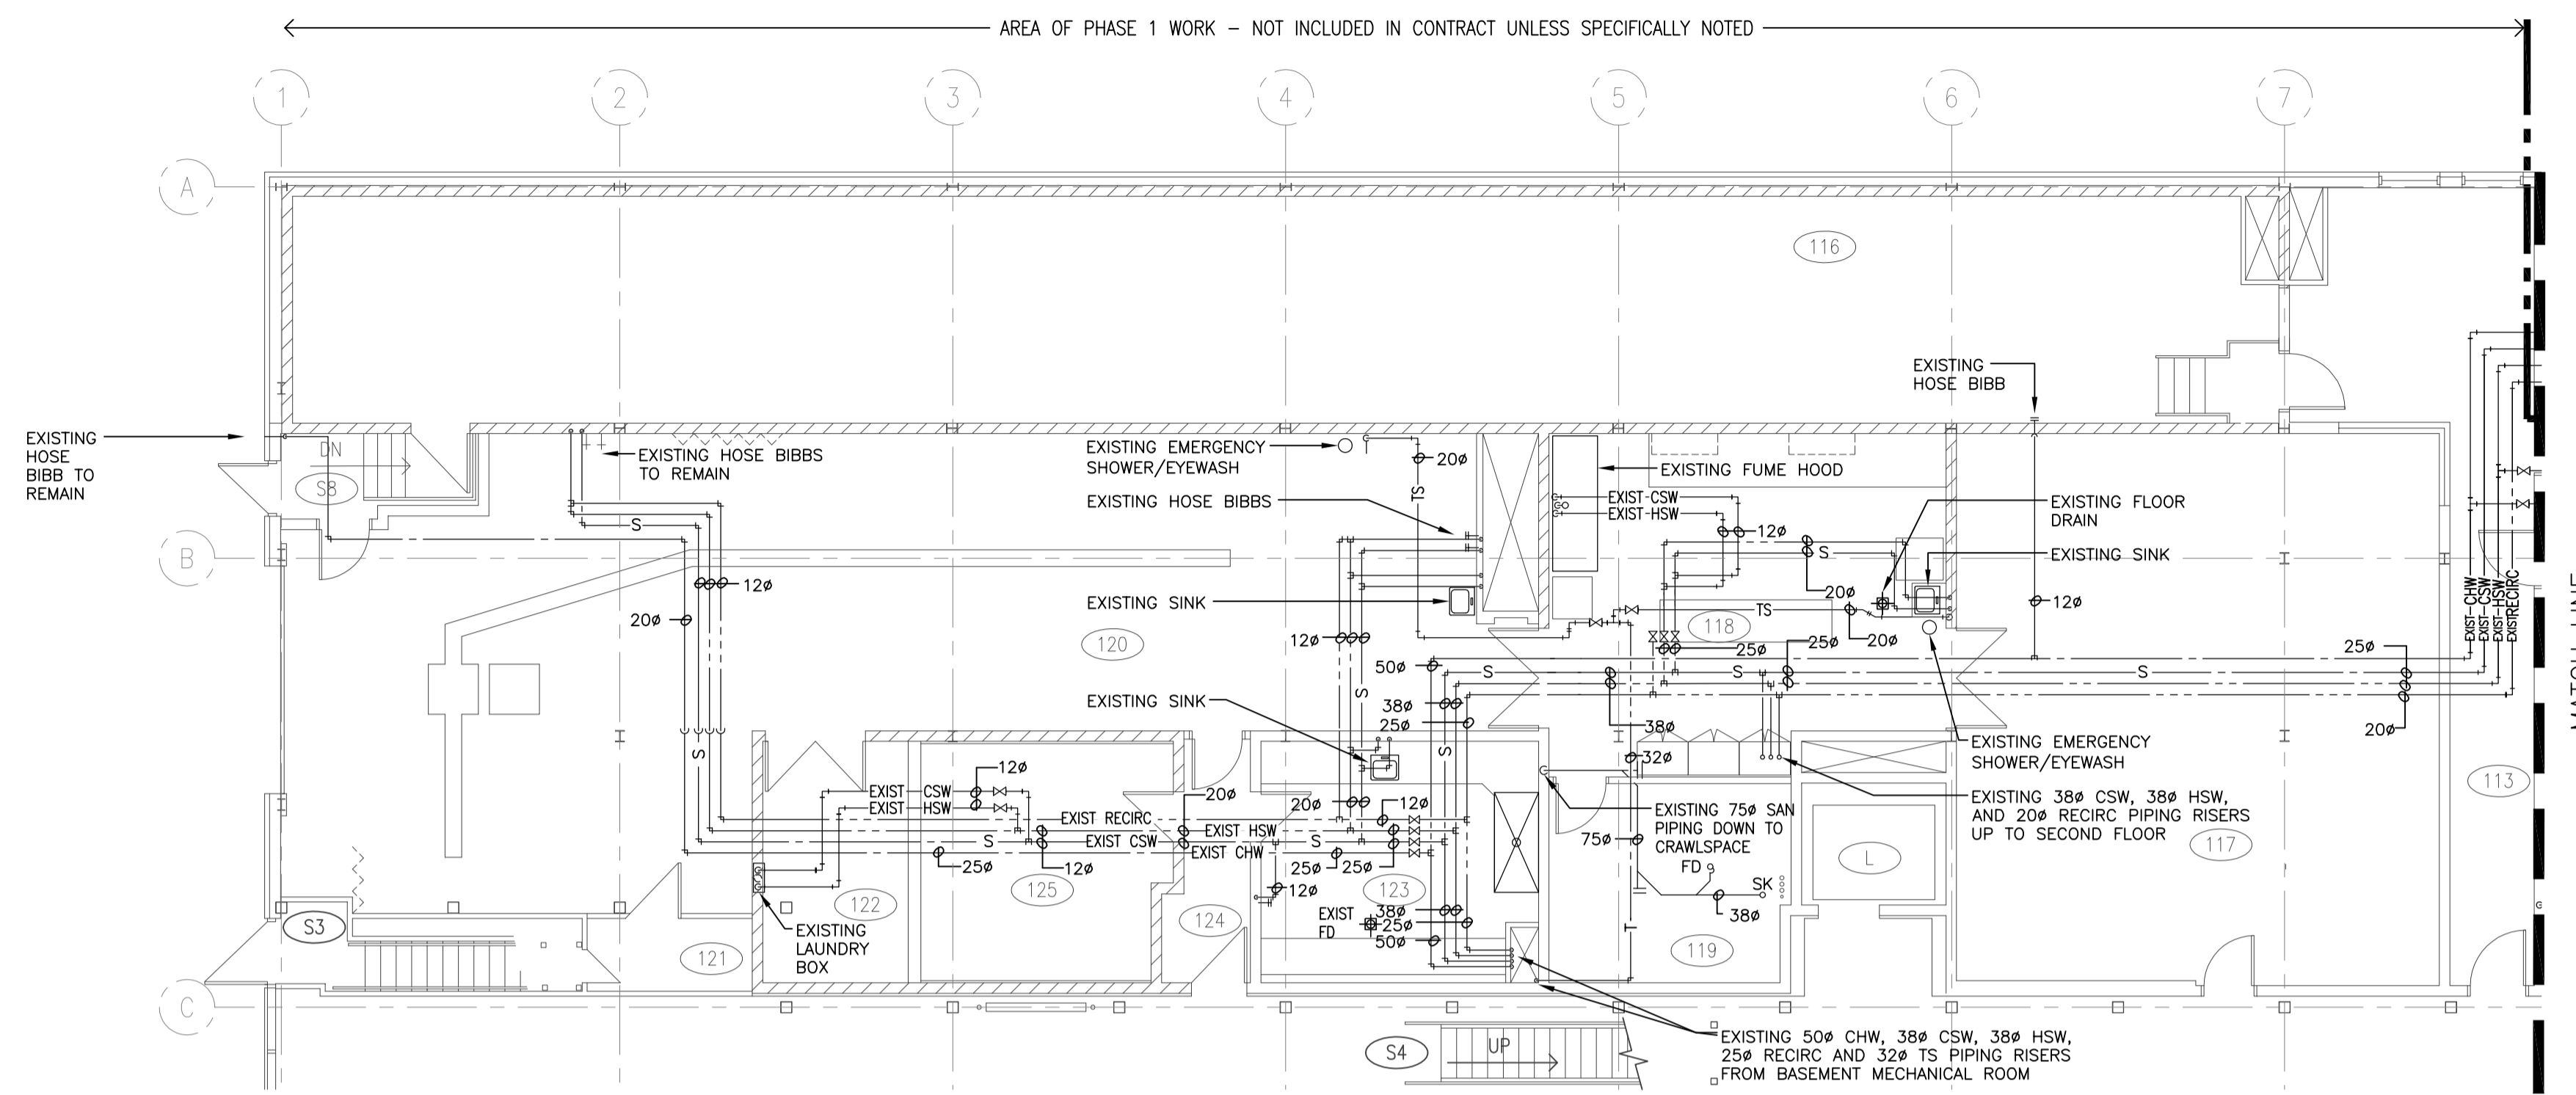 AREA OF PHASE 1 WORK – NOT INCLUDED IN CONTRACT UNLESS SPECIFICALLY NOTED
1
2
3
4
5
6
7
A
116
EXISTING
HOSE BIBB
EXISTING
HOSE
BIBB TO
REMAIN
DN
S8
EXISTING HOSE BIBBS
TO REMAIN
EXISTING EMERGENCY
SHOWER/EYEWASH
20ø
TS
EXISTING HOSE BIBBS
EXISTING FUME HOOD
EXIST-CSW
EXIST-HSW
12ø
EXISTING FLOOR
DRAIN
S
B
S
EXISTING SINK
12ø
20ø
20ø
EXISTING SINK
TS
12ø
118
20ø
120
12ø
25ø
25ø
50ø
S
S
S
S
25ø
EXIST-CHW
EXIST-CSW
EXIST-HSW
EXIST RECIRC
EXISTING SINK
38ø
25ø
38ø
20ø
S
S
32ø
EXISTING EMERGENCY
SHOWER/EYEWASH
113
12ø
EXIST CSW
EXIST HSW
20ø
20ø
12ø
EXISTING 75ø SAN
PIPING DOWN TO
CRAWLSPACE
EXISTING 38ø CSW, 38ø HSW,
AND 20ø RECIRC PIPING RISERS
UP TO SECOND FLOOR
EXIST RECIRC
EXIST HSW
S
EXIST CSW
S
EXIST CHW
75ø
117
25ø
12ø
25ø
25ø
FD
L
12ø
SK
122
125
123
38ø
124
EXIST
FD
38ø
25ø
50ø
S3
EXISTING
LAUNDRY
BOX
121
T
119
C
UP
S4
EXISTING 50ø CHW, 38ø CSW, 38ø HSW,
25ø RECIRC AND 32ø TS PIPING RISERS
FROM BASEMENT MECHANICAL ROOM